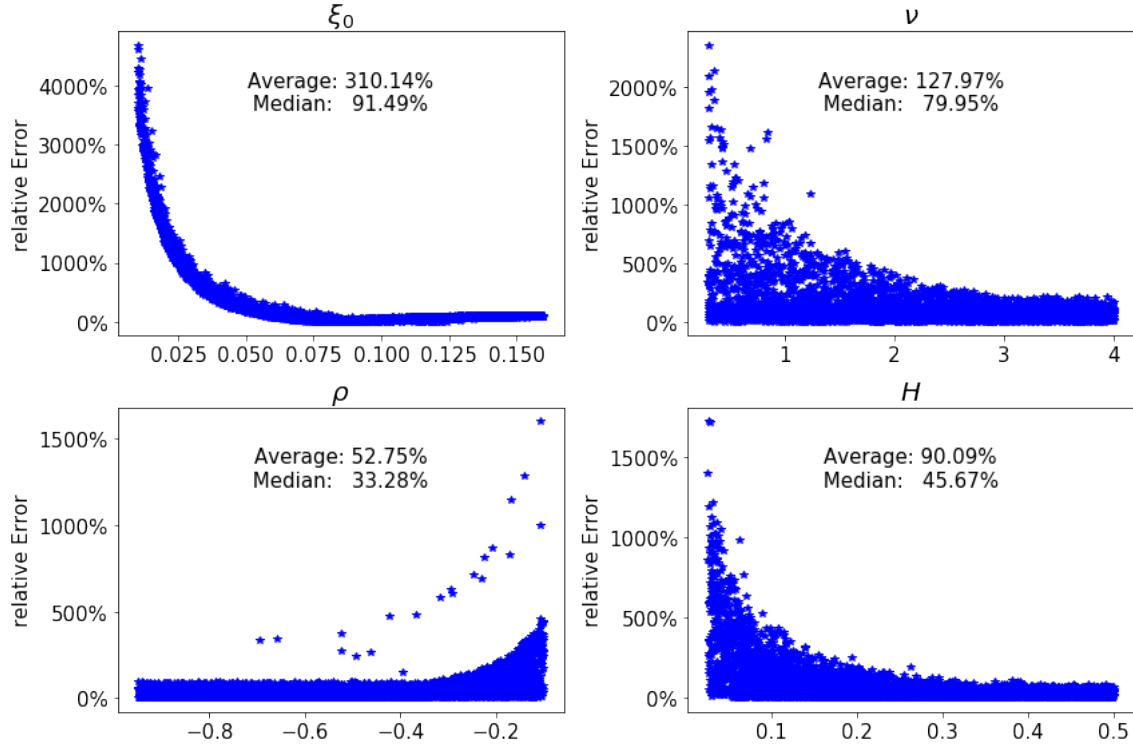 ξ₀
relative Error
4000%
3000%
2000%
1000%
0%
Average: 310.14%
Median: 91.49%
0.025 0.050 0.075 0.100 0.125 0.150
ν
relative Error
2000%
1500%
1000%
500%
0%
Average: 127.97%
Median: 79.95%
1 2 3 4
ρ
relative Error
1500%
1000%
500%
0%
Average: 52.75%
Median: 33.28%
−0.8 −0.6 −0.4 −0.2
H
relative Error
1500%
1000%
500%
0%
Average: 90.09%
Median: 45.67%
0.1 0.2 0.3 0.4 0.5